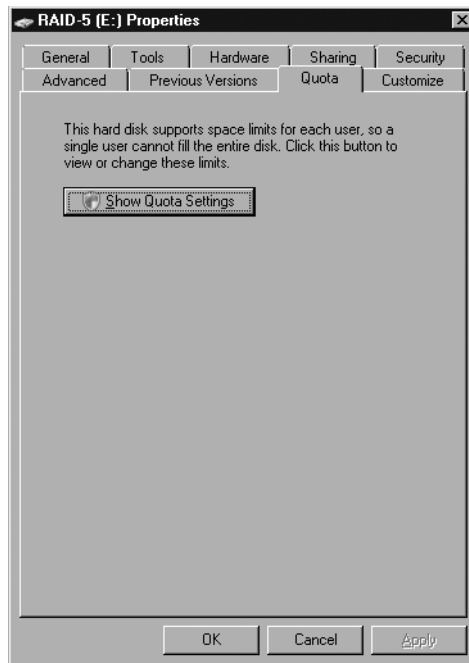 RAID-5 (E:) Properties
General Tools Hardware Sharing Security
Advanced Previous Versions Quota Customize
This hard disk supports space limits for each user, so a
single user cannot fill the entire disk. Click this button to
view or change these limits.
Show Quota Settings
OK Cancel Apply